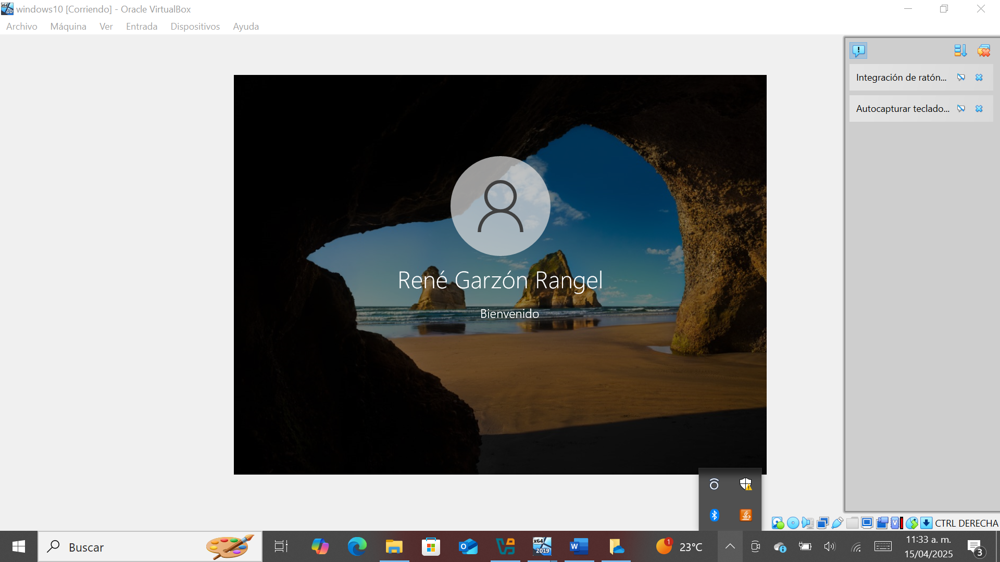 windows10 [Corriendo] - Oracle VirtualBox
Archivo Máquina Ver Entrada Dispositivos Ayuda
Integración de ratón...
Autocapturar teclado...
René Garzón Rangel
Bienvenido
CTRL DERECHA
Buscar
x64
2019
1
23°C
11:33 a. m.
15/04/2025
3